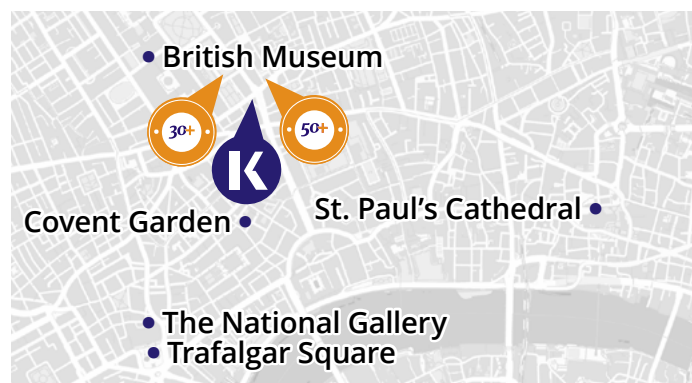 British Museum
30+
50+
K
St. Paul's Cathedral
Covent Garden
The National Gallery
Trafalgar Square